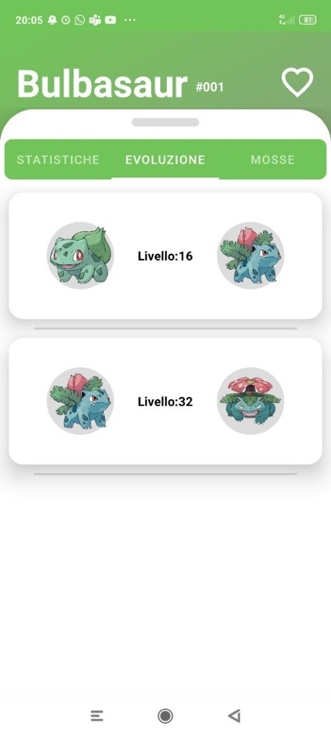 20:05
81
Bulbasaur #001
STATISTICHE EVOLUZIONE MOSSE
Livello:16
Livello:32